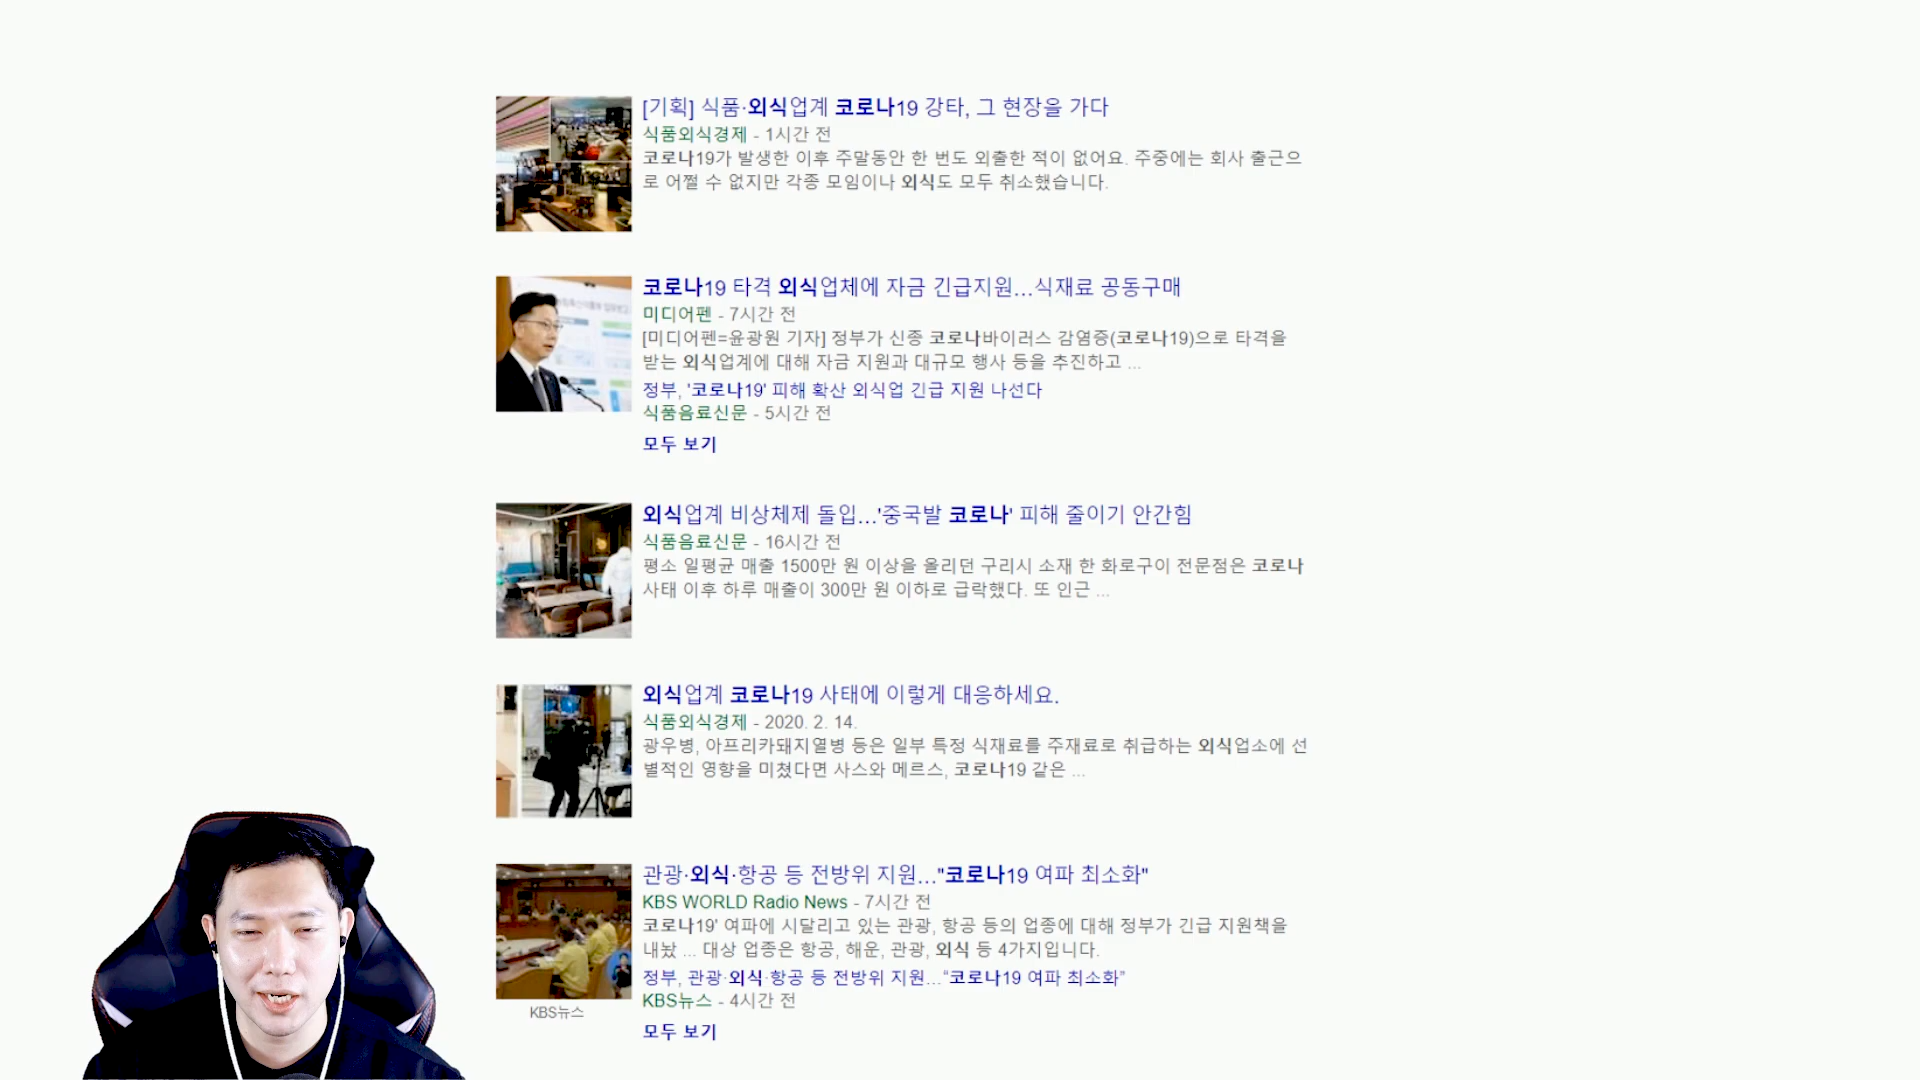 [기획] 식품·외식업계 코로나19 강타, 그 현장을 가다
식품외식경제 - 1시간 전
코로나19가 발생한 이후 주말동안 한 번도 외출한 적이 없어요. 주중에는 회사 출근으
로 어쩔 수 없지만 각종 모임이나 외식도 모두 취소했습니다.
코로나19 타격 외식업체에 자금 긴급지원...식재료 공동구매
미디어펜 - 7시간 전
[미디어펜=윤광원 기자] 정부가 신종 코로나바이러스 감염증(코로나19)으로 타격을
받는 외식업계에 대해 자금 지원과 대규모 행사 등을 추진하고 ...
정부, '코로나19' 피해 확산 외식업 긴급 지원 나선다
식품음료신문 - 5시간 전
모두 보기
외식업계 비상체제 돌입...'중국발 코로나' 피해 줄이기 안간힘
식품음료신문 - 16시간 전
평소 일평균 매출 1500만 원 이상을 올리던 구리시 소재 한 화로구이 전문점은 코로나
사태 이후 하루 매출이 300만 원 이하로 급락했다. 또 인근 ...
외식업계 코로나19 사태에 이렇게 대응하세요.
식품외식경제 - 2020. 2. 14.
광우병, 아프리카돼지열병 등은 일부 특정 식재료를 주재료로 취급하는 외식업소에 선
별적인 영향을 미쳤다면 사스와 메르스, 코로나19 같은 ...
관광·외식·항공 등 전방위 지원..."코로나19 여파 최소화"
KBS WORLD Radio News - 7시간 전
코로나19' 여파에 시달리고 있는 관광, 항공 등의 업종에 대해 정부가 긴급 지원책을
내놨 ... 대상 업종은 항공, 해운, 관광, 외식 등 4가지입니다.
정부, 관광·외식·항공 등 전방위 지원...“코로나19 여파 최소화”
KBS뉴스 - 4시간 전
KBS뉴스
모두 보기